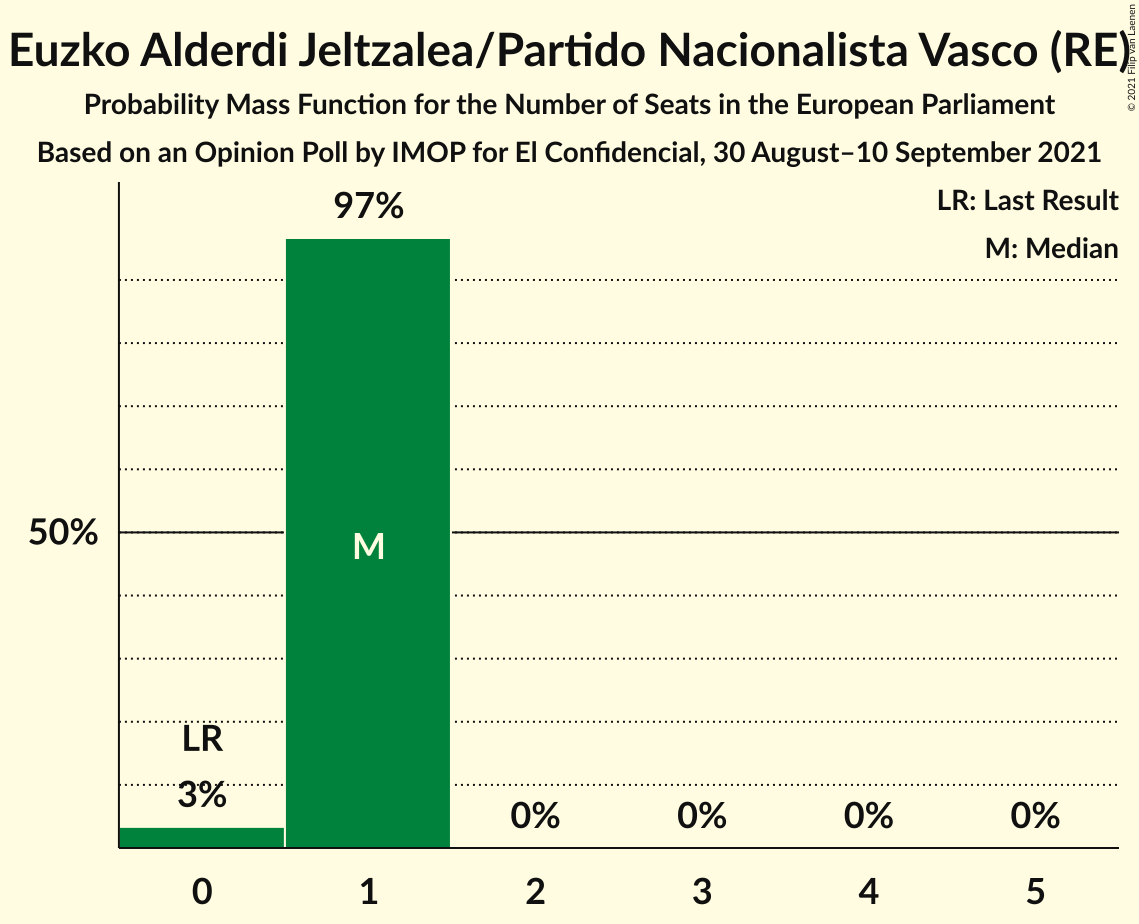 Euzko Alderdi Jeltzalea/Partido Nacionalista Vasco (RE)
© 2021 Filip van Laenen
Probability Mass Function for the Number of Seats in the European Parliament
Based on an Opinion Poll by IMOP for El Confidencial, 30 August–10 September 2021
LR: Last Result
M: Median
97%
50%
M
LR
3%
0%
0%
0%
0%
0
1
2
3
4
5